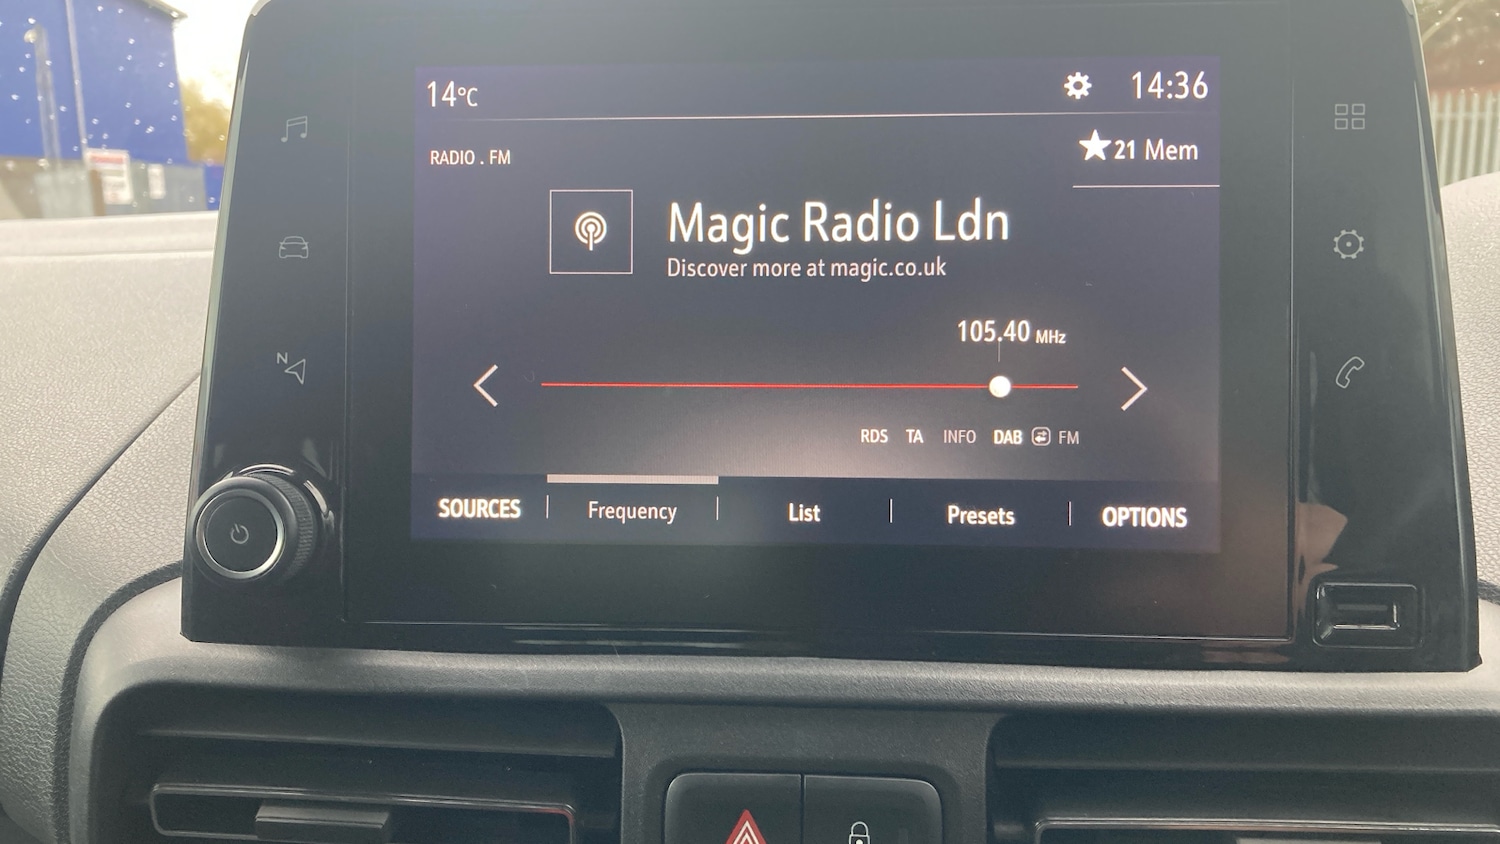 14°C
14:36
RADIO . FM
21 Mem
Magic Radio Ldn
Discover more at magic.co.uk
105.40 MHz
N
RDS TA INFO DAB FM
SOURCES Frequency List Presets OPTIONS